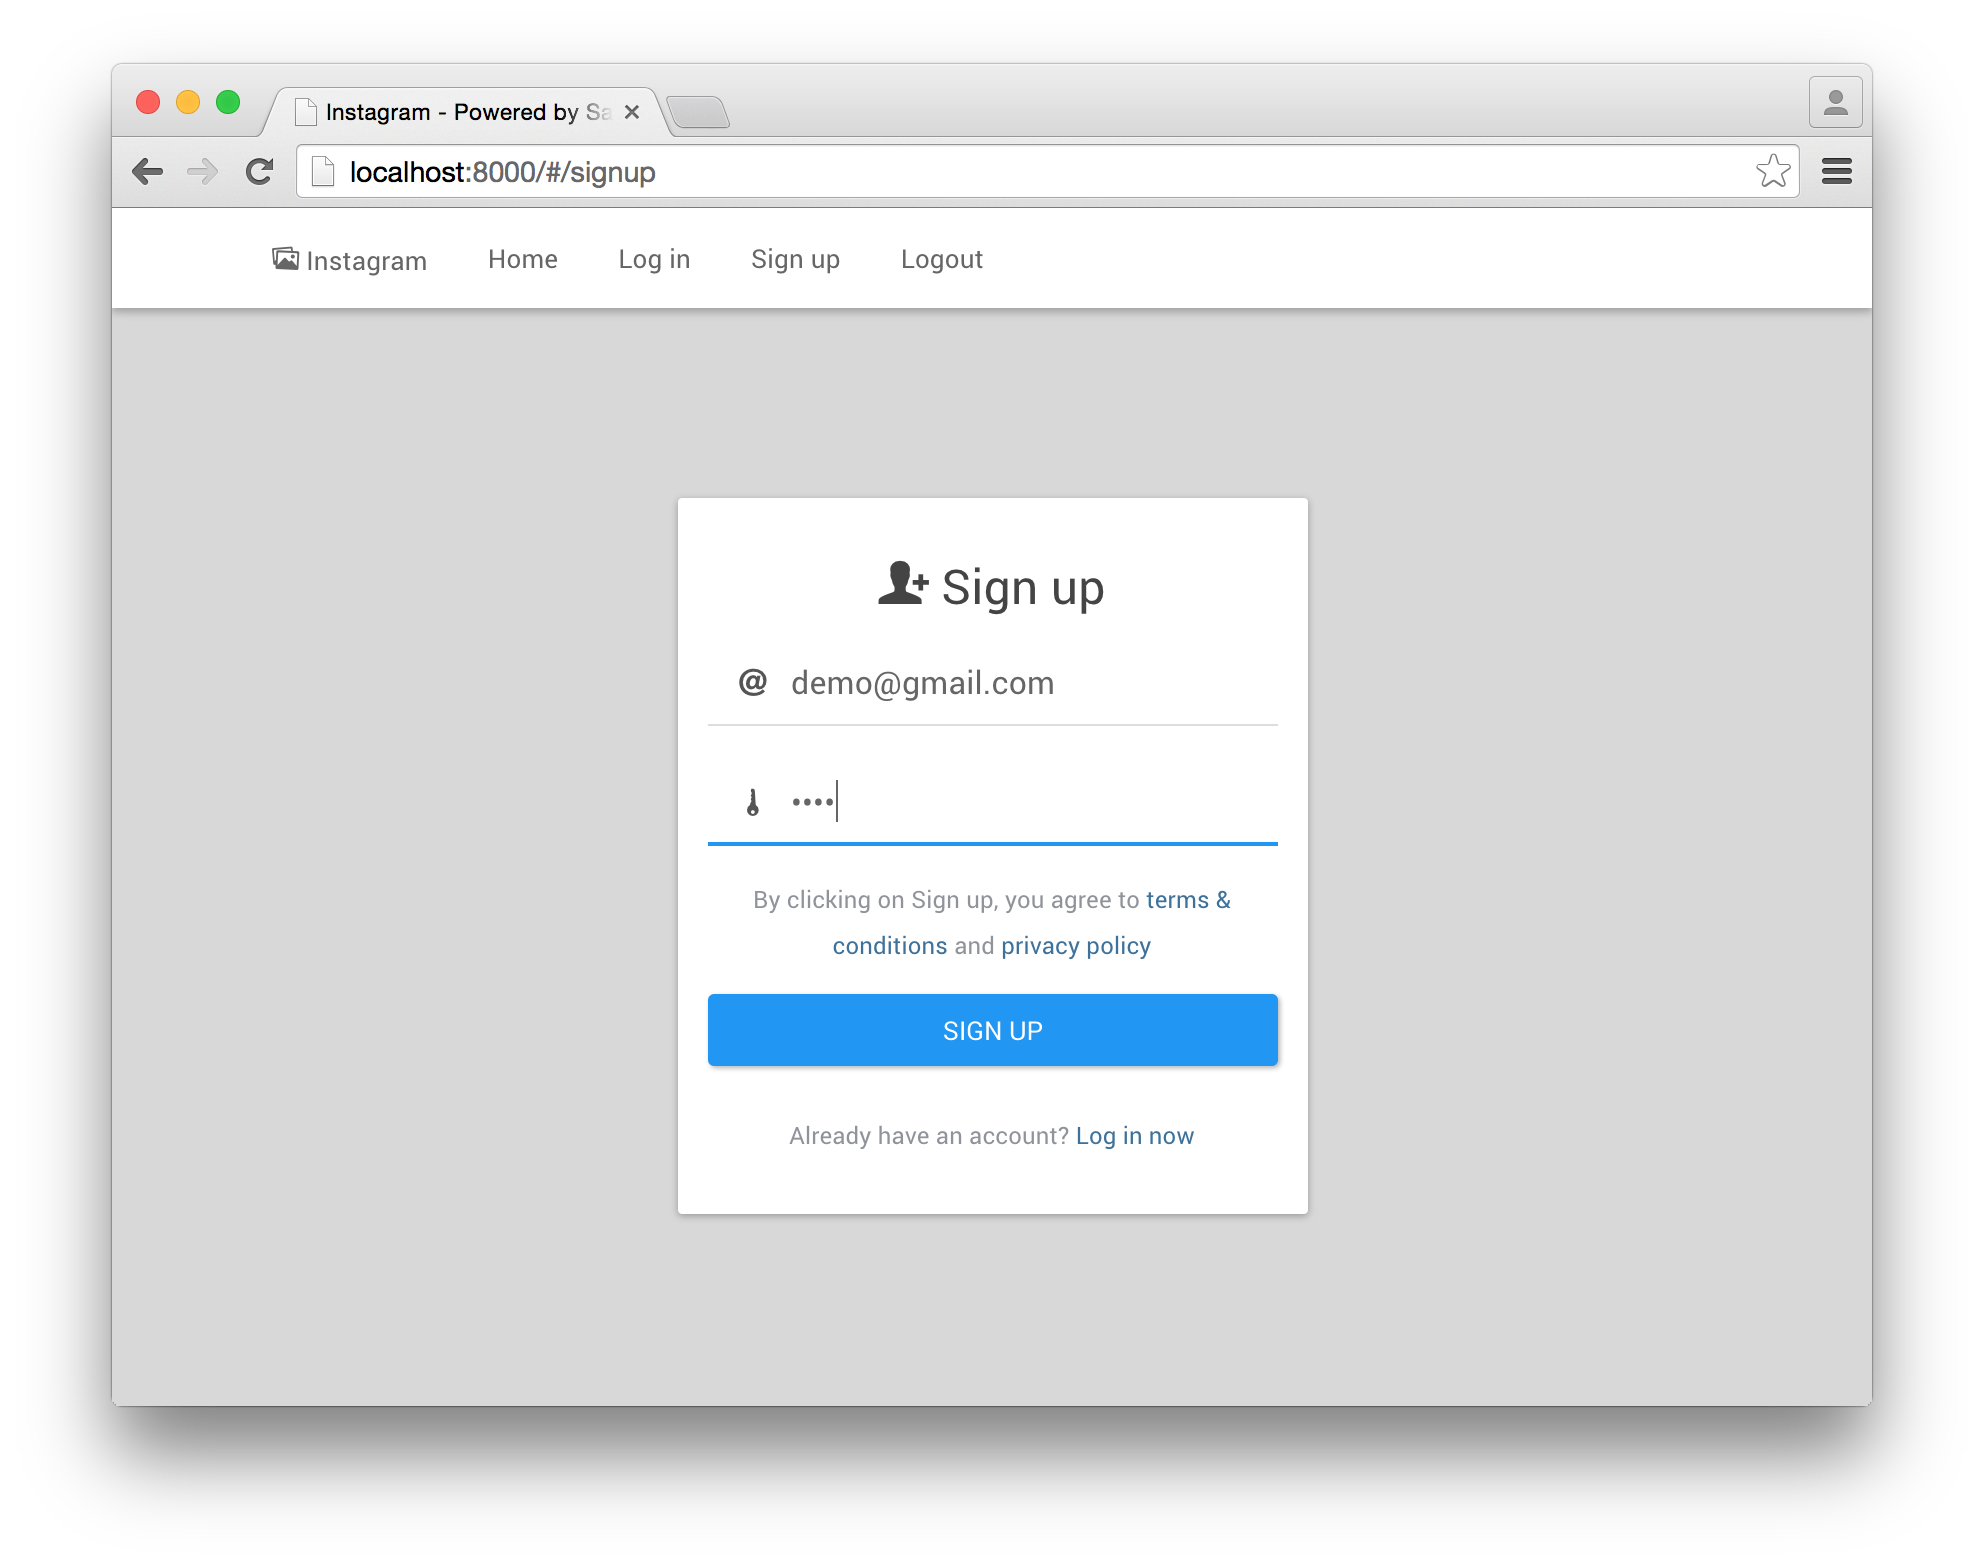 Instagram - Powered by Sa
localhost:8000/#/signup
Instagram Home Log in Sign up Logout
Sign up
@ demo@gmail.com
••••
By clicking on Sign up, you agree to terms &
conditions and privacy policy
SIGN UP
Already have an account? Log in now